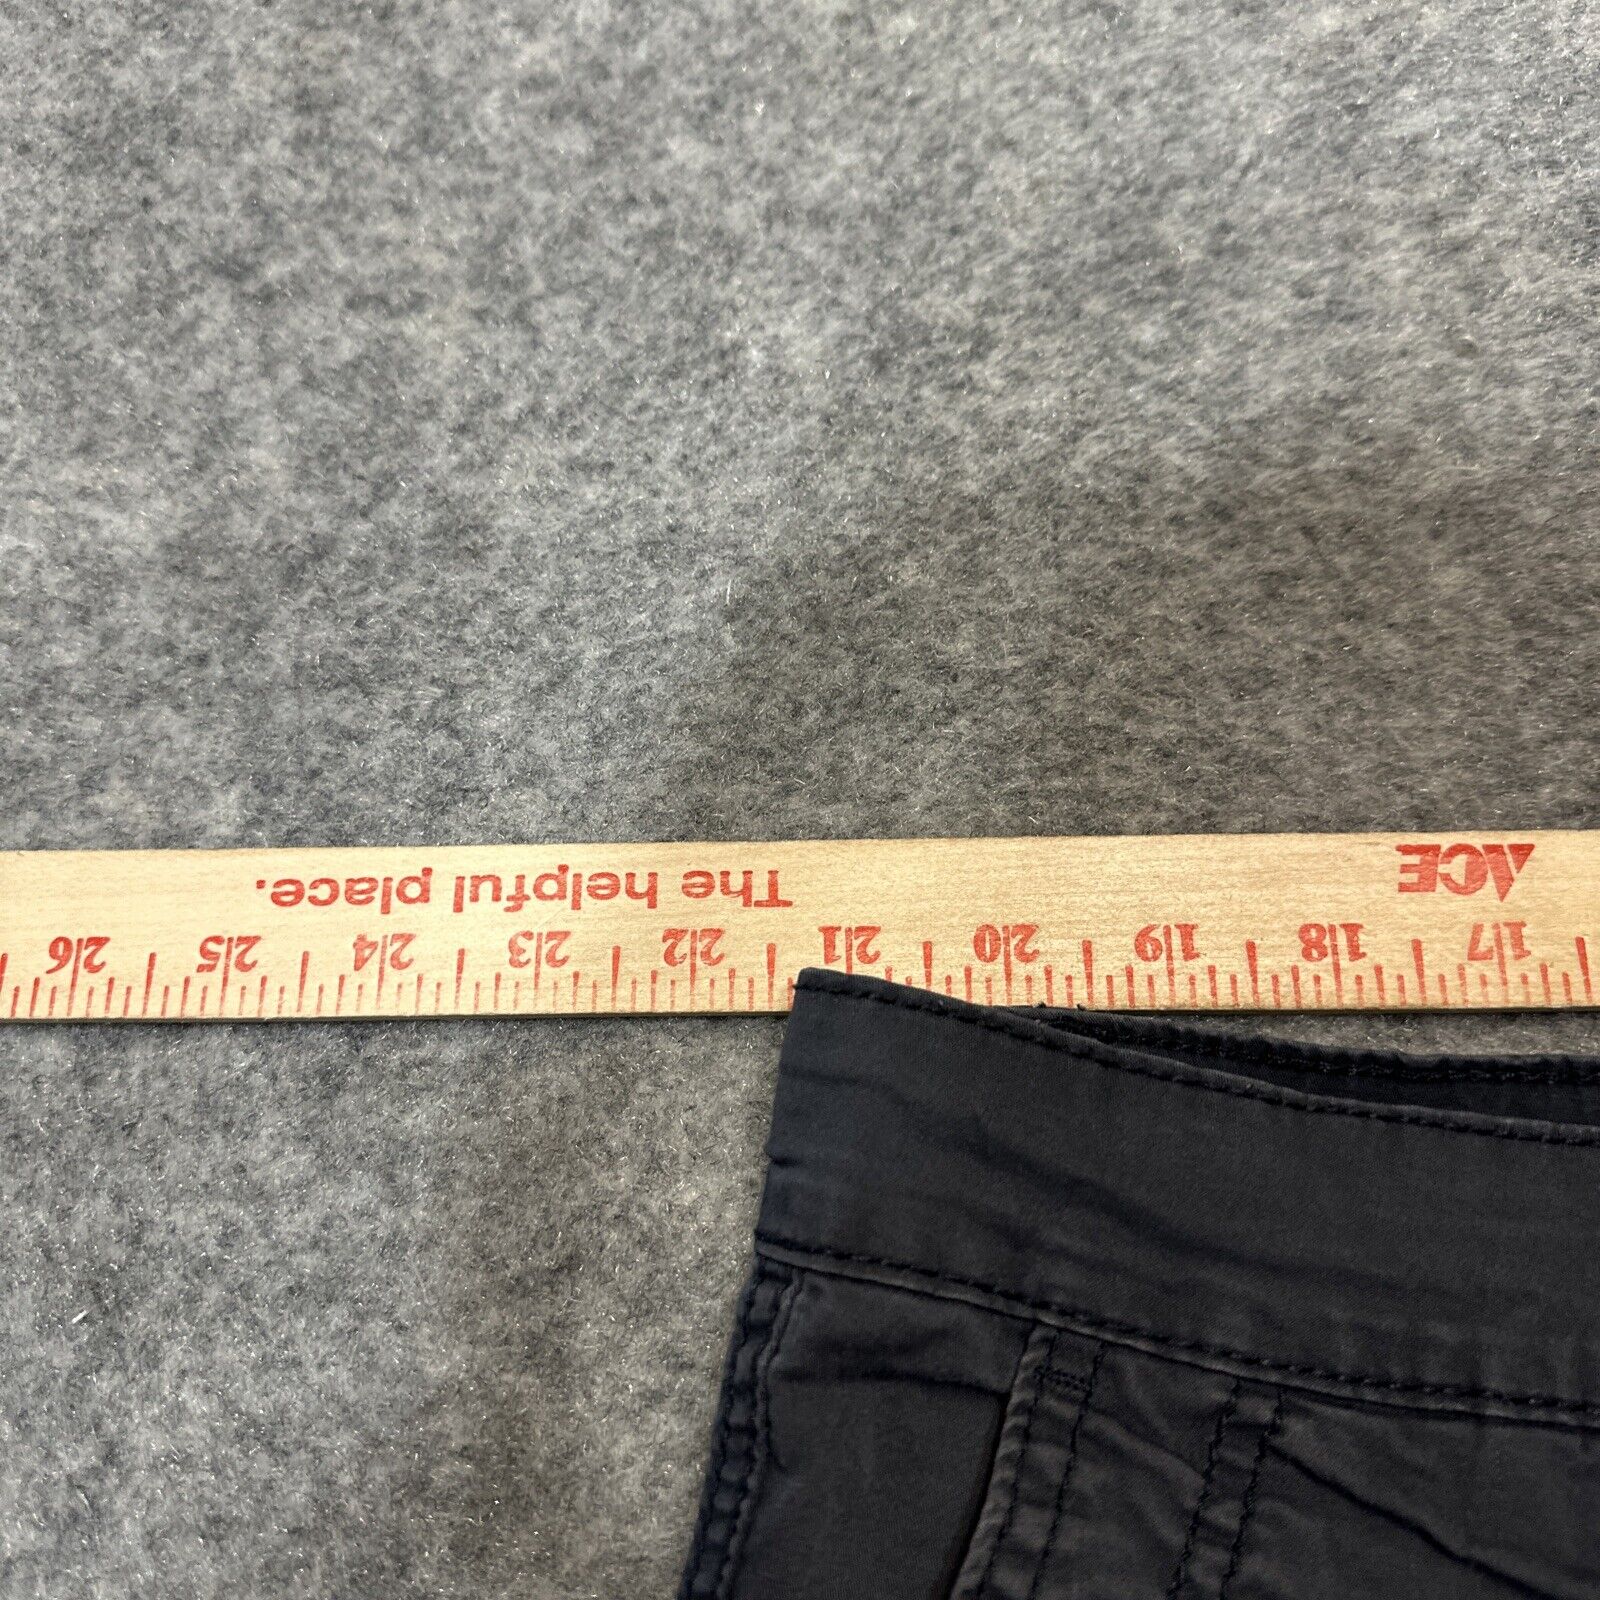 ACE
The helpful place.
17 18 19 20 21 22 23 24 25 26